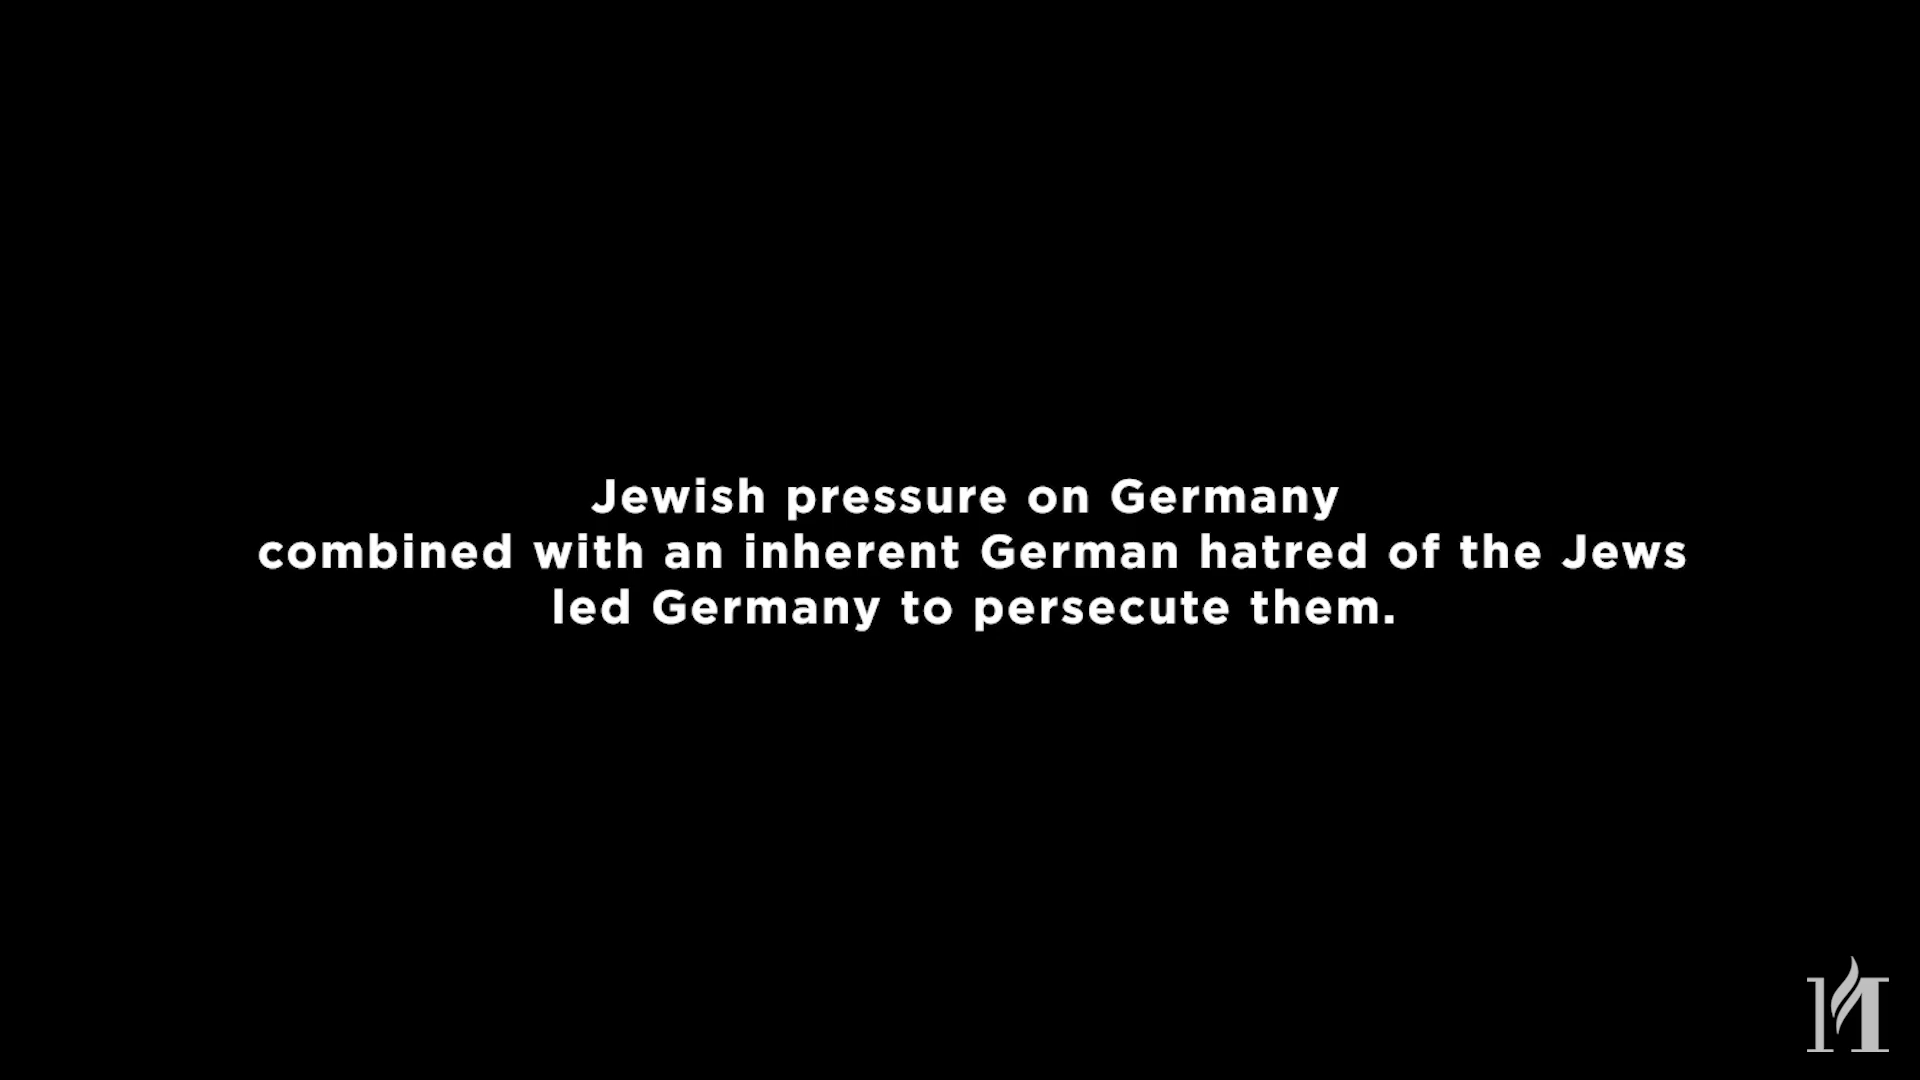 Jewish pressure on Germany
combined with an inherent German hatred of the Jews
led Germany to persecute them.